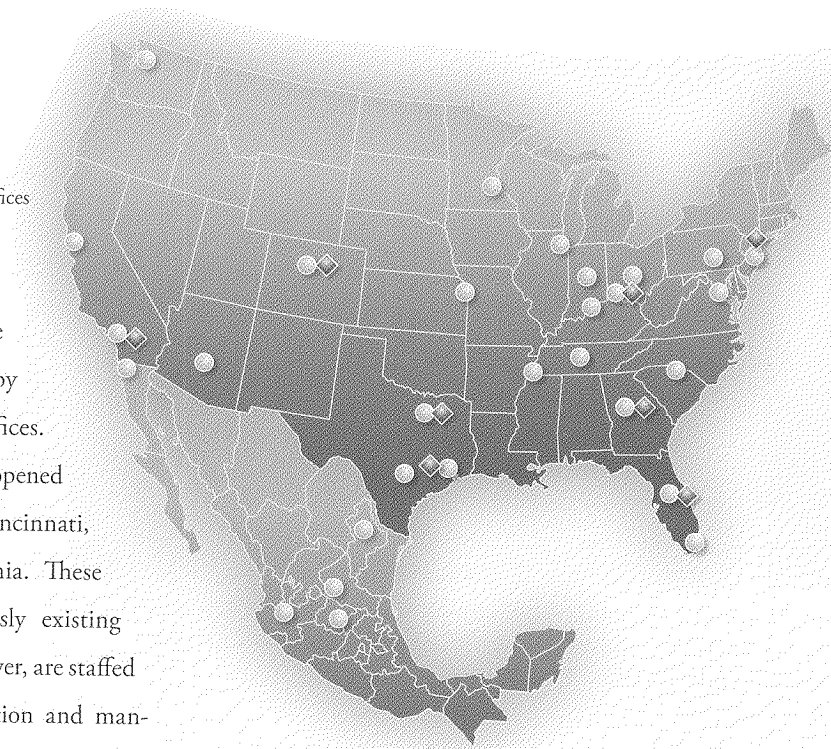 fices
e
by
fices.
opened
ncinnati,
nia. These
sly existing
ver, are staffed
tion and man-